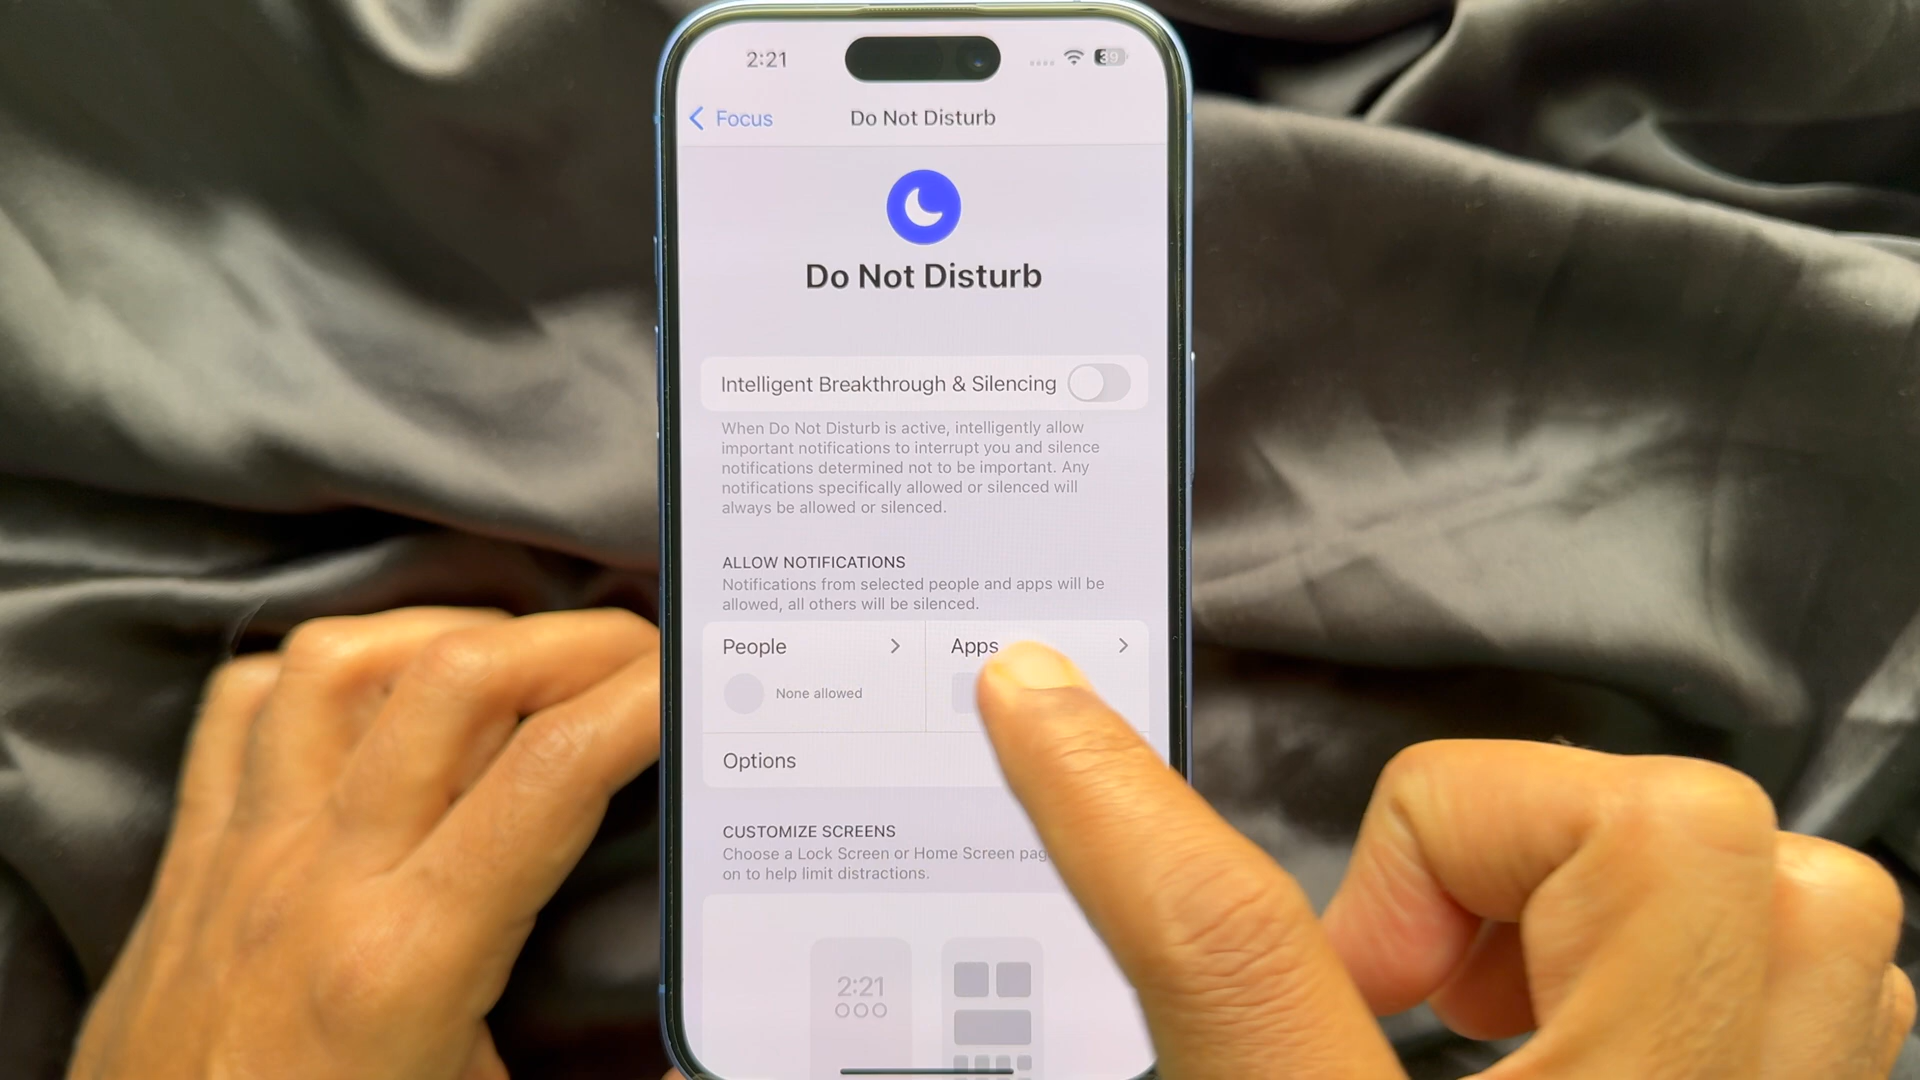 2:21
39
Focus
Do Not Disturb
Do Not Disturb
Intelligent Breakthrough & Silencing
When Do Not Disturb is active, intelligently allow
important notifications to interrupt you and silence
notifications determined not to be important. Any
notifications specifically allowed or silenced will
always be allowed or silenced.
ALLOW NOTIFICATIONS
Notifications from selected people and apps will be
allowed, all others will be silenced.
People
Apps
None allowed
Options
CUSTOMIZE SCREENS
Choose a Lock Screen or Home Screen
on to help limit distractions.
2:21